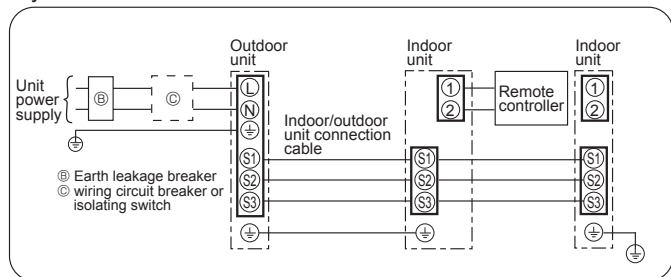 Outdoor unit
Indoor unit
Indoor unit
Unit power supply
Ⓑ
Ⓒ
L
N
1
2
Remote controller
1
2
Indoor/outdoor unit connection cable
S1
S2
S3
S1
S2
S3
S1
S2
S3
Ⓑ Earth leakage breaker
Ⓒ wiring circuit breaker or isolating switch